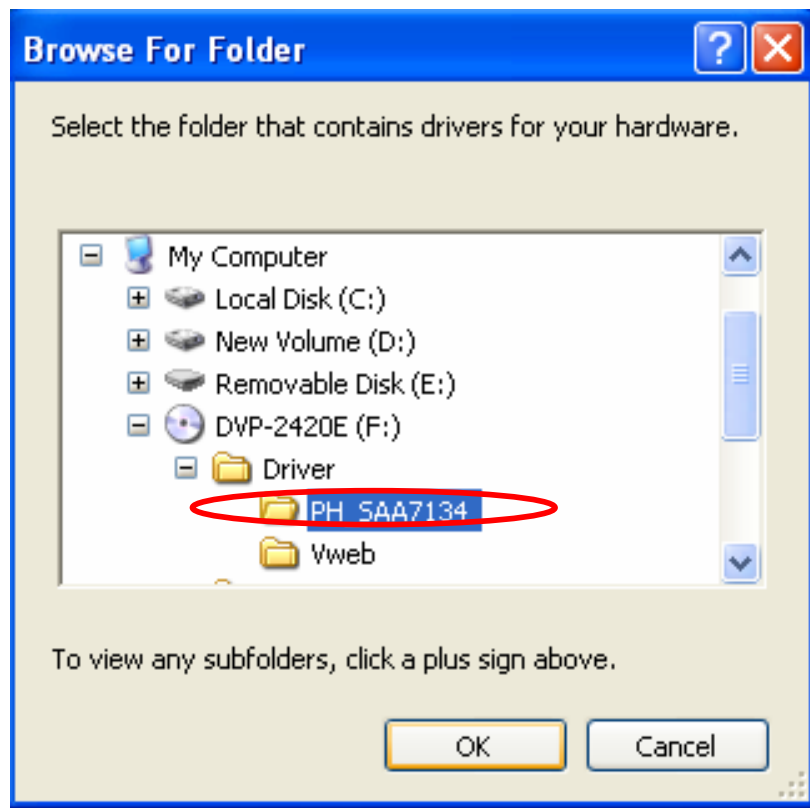 Browse For Folder
Select the folder that contains drivers for your hardware.
My Computer
Local Disk (C:)
New Volume (D:)
Removable Disk (E:)
DVP-2420E (F:)
Driver
PH_SAA7134
Vweb
To view any subfolders, click a plus sign above.
OK Cancel